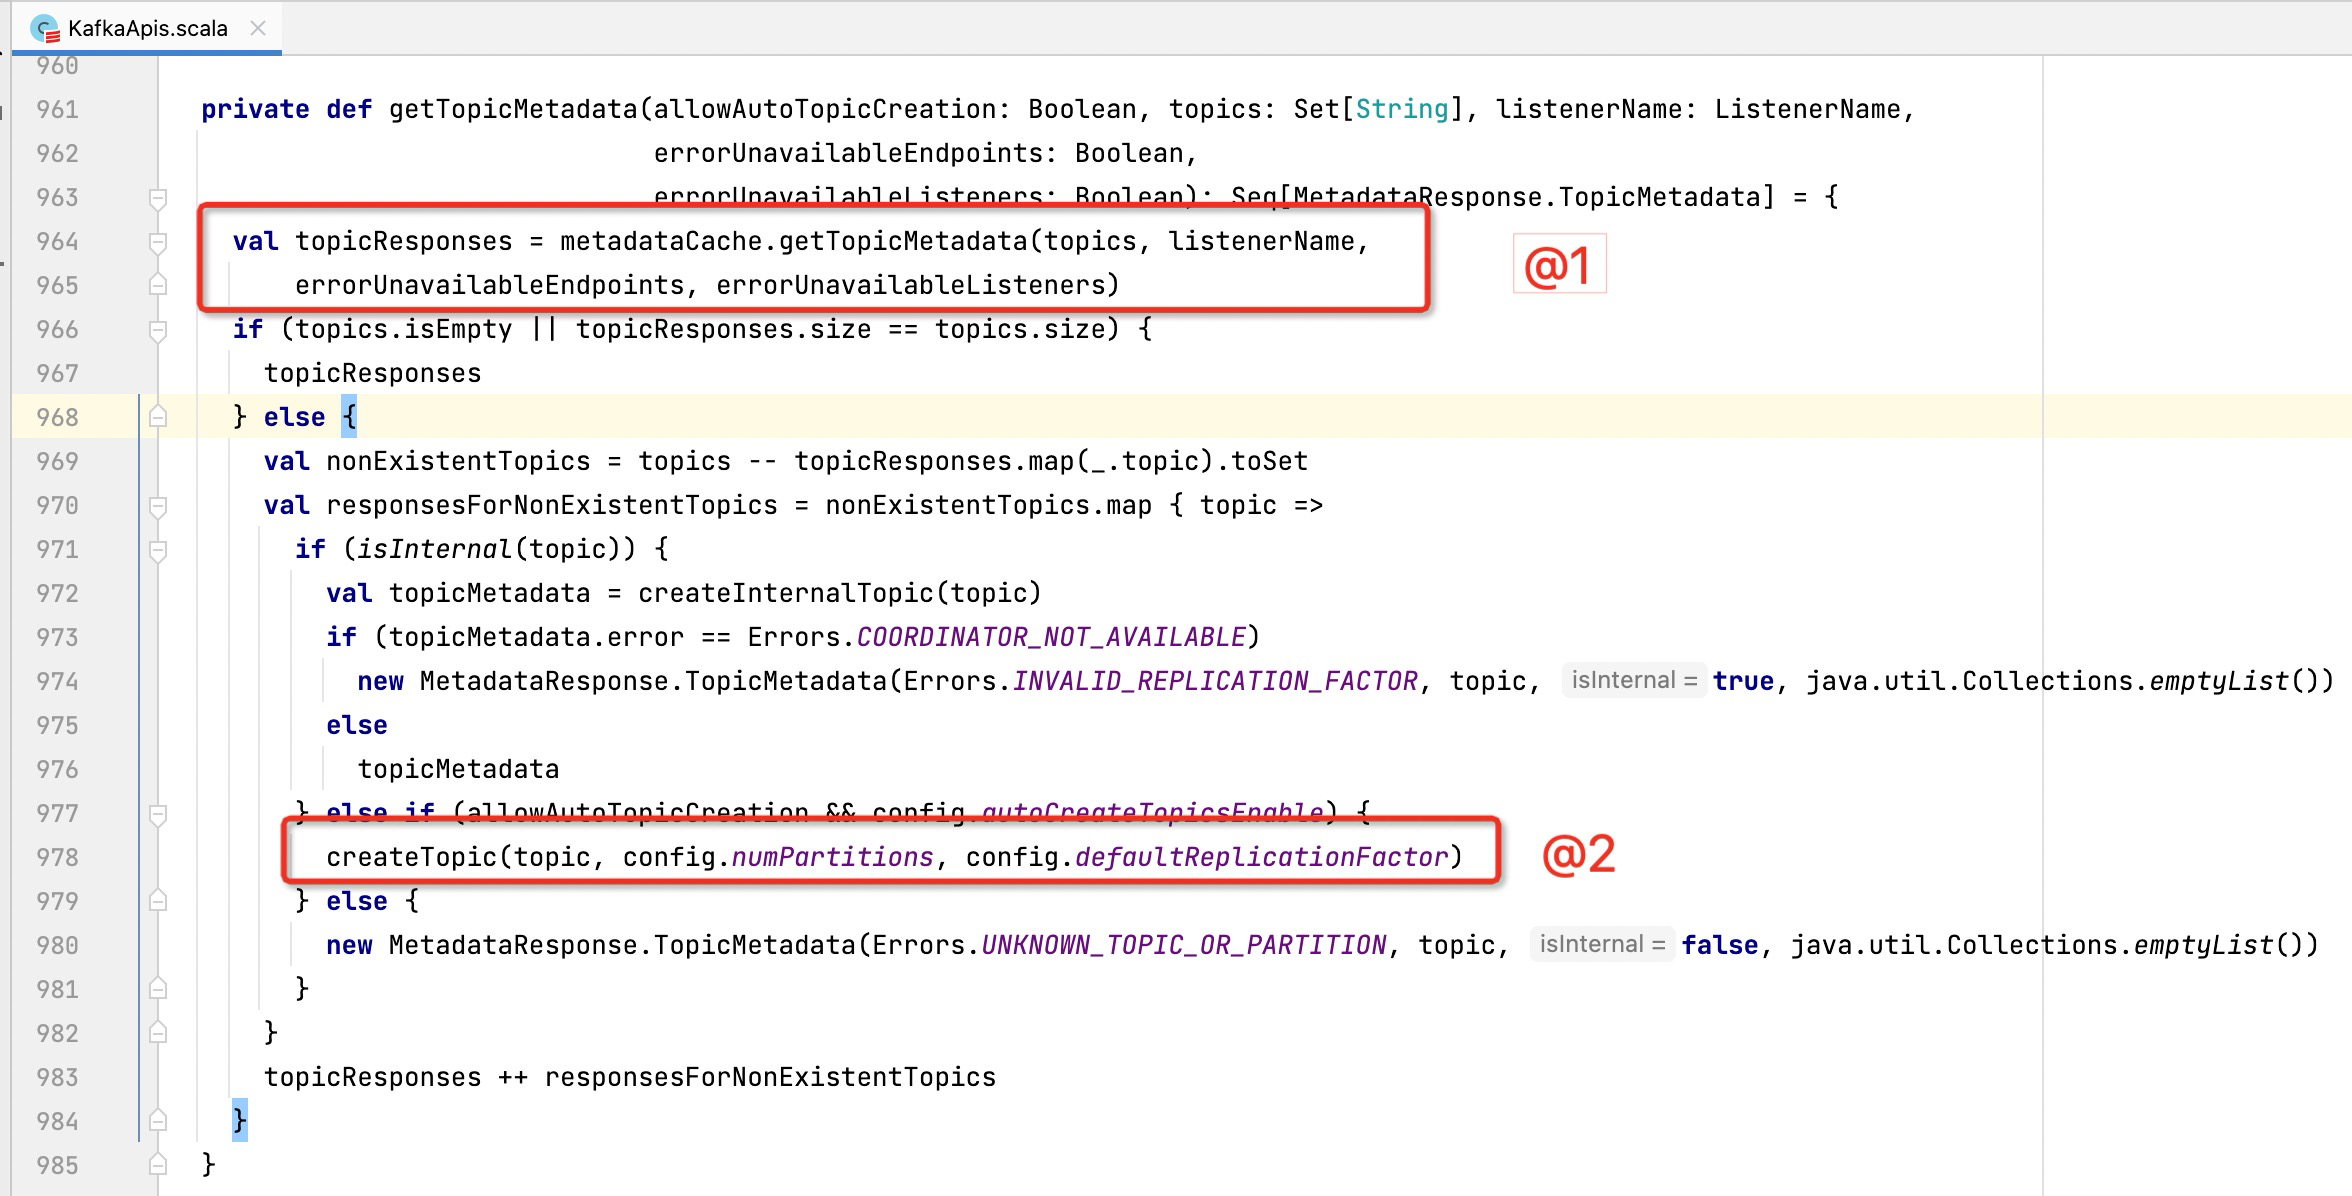 KafkaApis.scala
960
961 private def getTopicMetadata(allowAutoTopicCreation: Boolean, topics: Set[String], listenerName: ListenerName,
962 errorUnavailableEndpoints: Boolean,
963 errorUnavailableListeners: Boolean): Seq[MetadataResponse.TopicMetadata] = {
964 val topicResponses = metadataCache.getTopicMetadata(topics, listenerName,
@1
965 errorUnavailableEndpoints, errorUnavailableListeners)
966 if (topics.isEmpty || topicResponses.size == topics.size) {
967 topicResponses
968 } else {
969 val nonExistentTopics = topics -- topicResponses.map(_.topic).toSet
970 val responsesForNonExistentTopics = nonExistentTopics.map { topic =>
971 if (isInternal(topic)) {
972 val topicMetadata = createInternalTopic(topic)
973 if (topicMetadata.error == Errors.COORDINATOR_NOT_AVAILABLE)
974 new MetadataResponse.TopicMetadata(Errors.INVALID_REPLICATION_FACTOR, topic, isInternal = true, java.util.Collections.emptyList())
975 else
976 topicMetadata
977 } else if (allowAutoTopicCreation && config.autoCreateTopicsEnable) {
978 createTopic(topic, config.numPartitions, config.defaultReplicationFactor) @2
979 } else {
980 new MetadataResponse.TopicMetadata(Errors.UNKNOWN_TOPIC_OR_PARTITION, topic, isInternal = false, java.util.Collections.emptyList())
981 }
982 }
983 topicResponses ++ responsesForNonExistentTopics
984 }
985 }